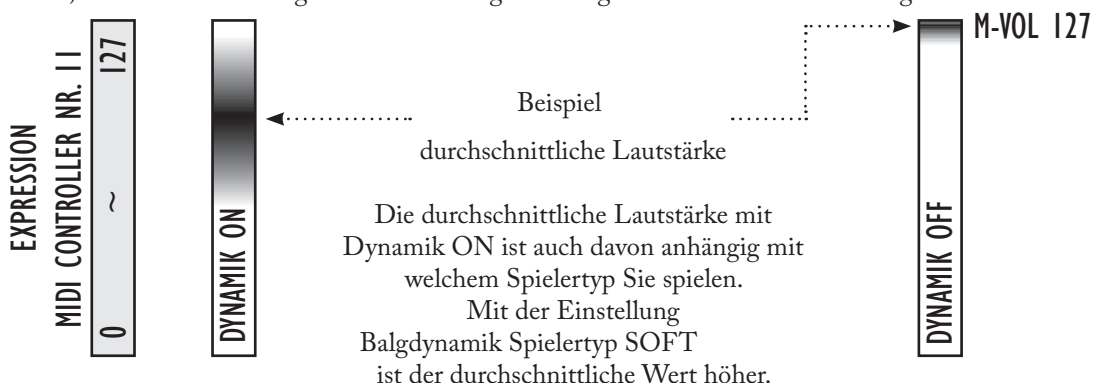 M-VOL 127
EXPRESSION
MIDI CONTROLLER NR. 11
0 ~ 127
DYNAMIK ON
Beispiel
durchschnittliche Lautstärke
Die durchschnittliche Lautstärke mit
Dynamik ON ist auch davon anhängig mit
welchem Spielertyp Sie spielen.
Mit der Einstellung
Balgdynamik Spielertyp SOFT
ist der durchschnittliche Wert höher.
DYNAMIK OFF